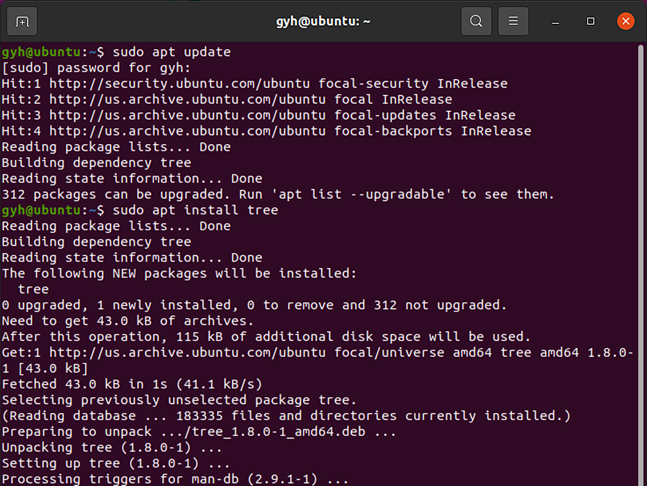 gyh@ubuntu: ~
gyh@ubuntu:~$ sudo apt update
[sudo] password for gyh:
Hit:1 http://security.ubuntu.com/ubuntu focal-security InRelease
Hit:2 http://us.archive.ubuntu.com/ubuntu focal InRelease
Hit:3 http://us.archive.ubuntu.com/ubuntu focal-updates InRelease
Hit:4 http://us.archive.ubuntu.com/ubuntu focal-backports InRelease
Reading package lists... Done
Building dependency tree
Reading state information... Done
312 packages can be upgraded. Run 'apt list --upgradable' to see them.
gyh@ubuntu:~$ sudo apt install tree
Reading package lists... Done
Building dependency tree
Reading state information... Done
The following NEW packages will be installed:
  tree
0 upgraded, 1 newly installed, 0 to remove and 312 not upgraded.
Need to get 43.0 kB of archives.
After this operation, 115 kB of additional disk space will be used.
Get:1 http://us.archive.ubuntu.com/ubuntu focal/universe amd64 tree amd64 1.8.0-
1 [43.0 kB]
Fetched 43.0 kB in 1s (41.1 kB/s)
Selecting previously unselected package tree.
(Reading database ... 183335 files and directories currently installed.)
Preparing to unpack .../tree_1.8.0-1_amd64.deb ...
Unpacking tree (1.8.0-1) ...
Setting up tree (1.8.0-1) ...
Processing triggers for man-db (2.9.1-1) ...